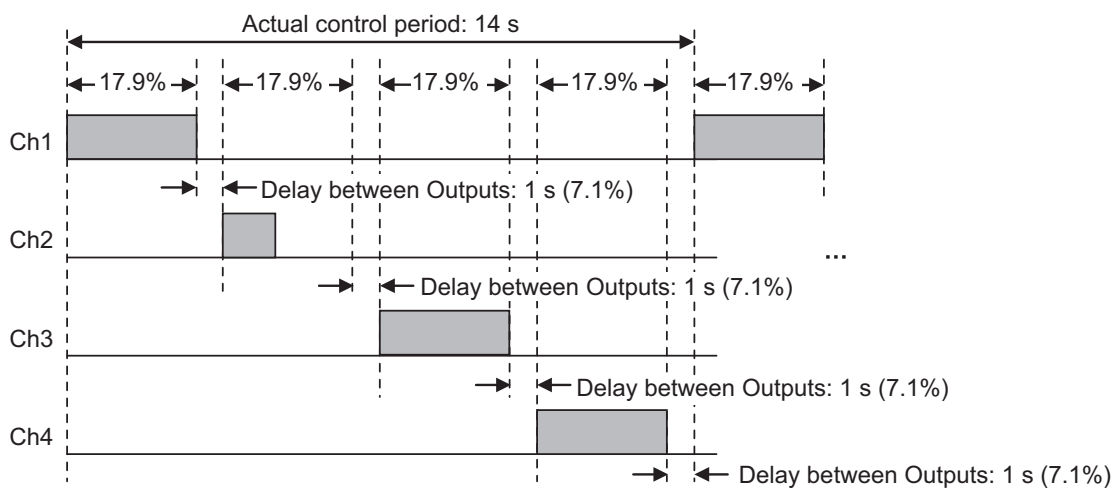 Actual control period: 14 s
17.9% 17.9% 17.9% 17.9% 17.9%
Ch1
Delay between Outputs: 1 s (7.1%)
Ch2
...
Delay between Outputs: 1 s (7.1%)
Ch3
Delay between Outputs: 1 s (7.1%)
Ch4
Delay between Outputs: 1 s (7.1%)